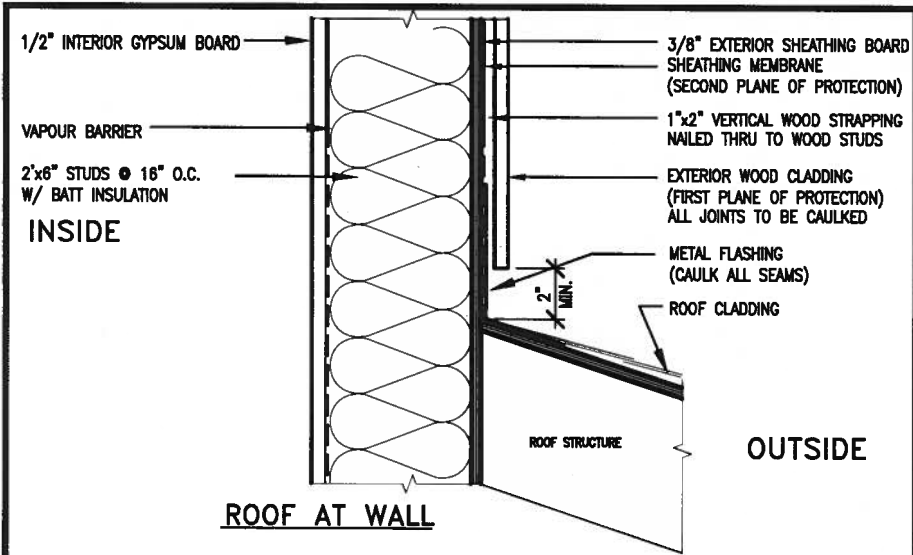 1/2" INTERIOR GYPSUM BOARD
VAPOUR BARRIER
2'x6" STUDS @ 16" O.C.
W/ BATT INSULATION
INSIDE
3/8" EXTERIOR SHEATHING BOARD
SHEATHING MEMBRANE
(SECOND PLANE OF PROTECTION)
1"x2" VERTICAL WOOD STRAPPING
NAILED THRU TO WOOD STUDS
EXTERIOR WOOD CLADDING
(FIRST PLANE OF PROTECTION)
ALL JOINTS TO BE CAULKED
METAL FLASHING
(CAULK ALL SEAMS)
2"
MIN.
ROOF CLADDING
ROOF STRUCTURE
OUTSIDE
ROOF AT WALL